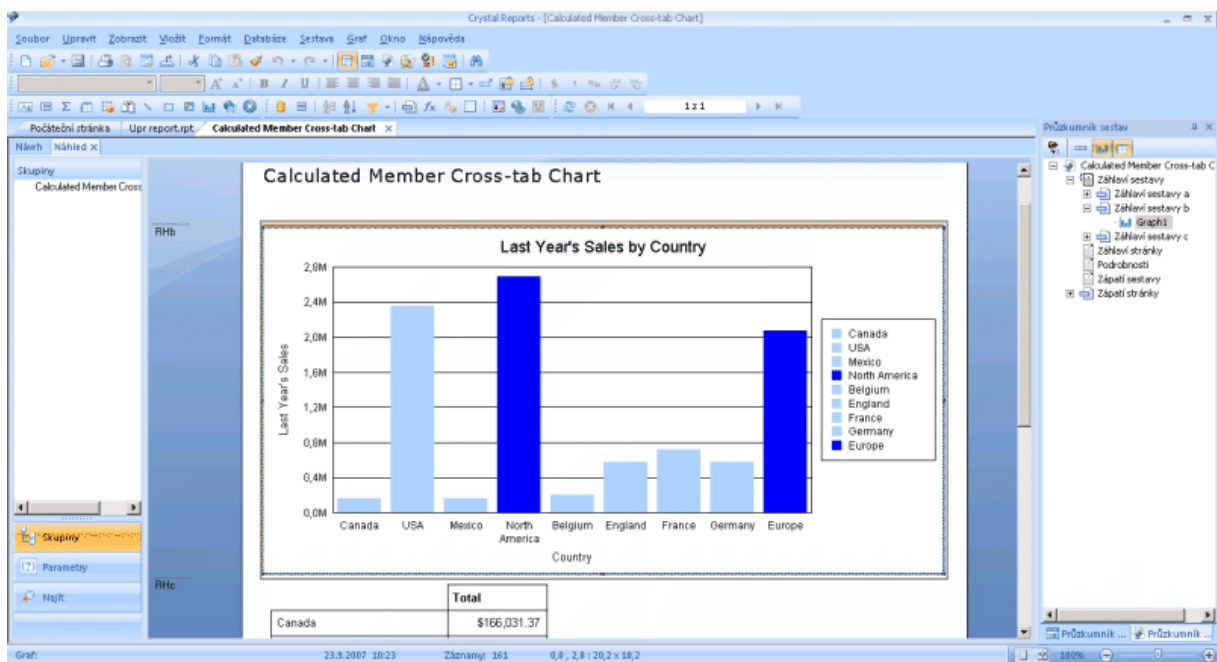 Crystal Reports - [Calculated Member Cross-tab Chart]
Soubor Upravit Zobrazit Vložit Formát Databáze Sestava Graf Okno Nápověda
1 z 1
Počáteční stránka Upr report.rpt Calculated Member Cross-tab Chart
Návrh Náhled
Skupiny
Calculated Member Cross
Skupiny
Parametry
Najít
Calculated Member Cross-tab Chart
RHb
Last Year's Sales by Country
Last Year's Sales
2,8M
2,4M
2,0M
1,6M
1,2M
0,8M
0,4M
0,0M
Canada USA Mexico North America Belgium England France Germany Europe
Country
Canada
USA
Mexico
North America
Belgium
England
France
Germany
Europe
RHc
Total
Canada $166,031.37
Průzkumník sestav
Calculated Member Cross-tab C
Záhlaví sestavy
Záhlaví sestavy a
Záhlaví sestavy b
Graph1
Záhlaví sestavy c
Záhlaví stránky
Podrobnosti
Zápatí sestavy
Zápatí stránky
Průzkumník ... Průzkumník ...
Graf: 23.9.2007 10:23 Záznamy: 161 0,0 , 2,8 : 20,2 x 10,2 100%